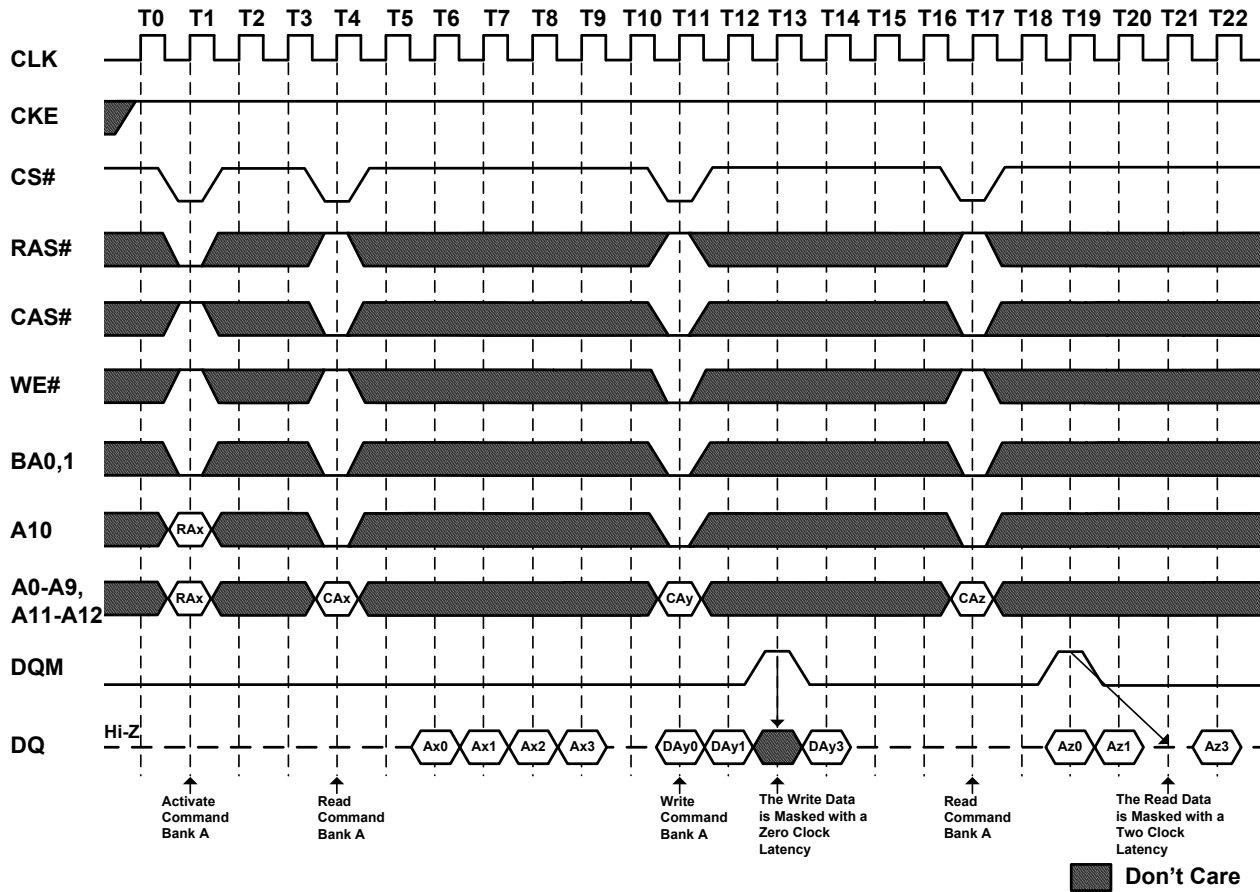 T0 T1 T2 T3 T4 T5 T6 T7 T8 T9 T10 T11 T12 T13 T14 T15 T16 T17 T18 T19 T20 T21 T22
CLK
CKE
CS#
RAS#
CAS#
WE#
BA0,1
A10
RAx
A0-A9,
A11-A12
RAx CAx CAy CAz
DQM
DQ
Hi-Z
Ax0 Ax1 Ax2 Ax3 DAy0 DAy1 DAy3 Az0 Az1 Az3
Activate
Command
Bank A
Read
Command
Bank A
Write
Command
Bank A
The Write Data
is Masked with a
Zero Clock
Latency
Read
Command
Bank A
The Read Data
is Masked with a
Two Clock
Latency
Don't Care